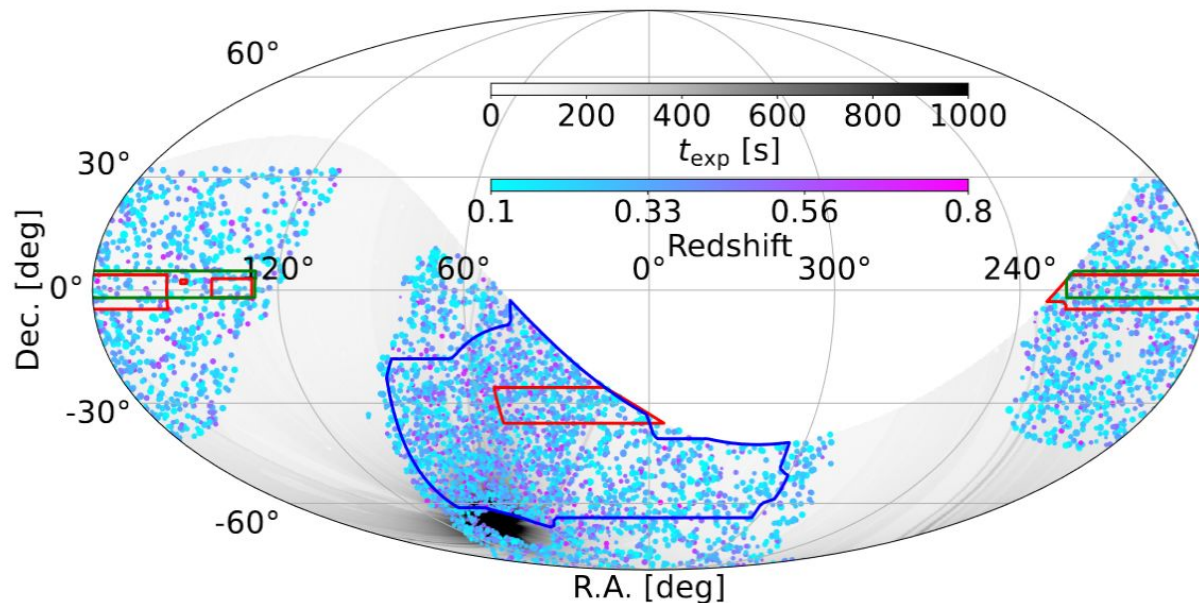 60°
0 200 400 600 800 1000
t_exp [s]
30°
0.1 0.33 0.56 0.8
Redshift
Dec. [deg]
0° 120° 60° 0° 300° 240°
-30°
-60°
R.A. [deg]